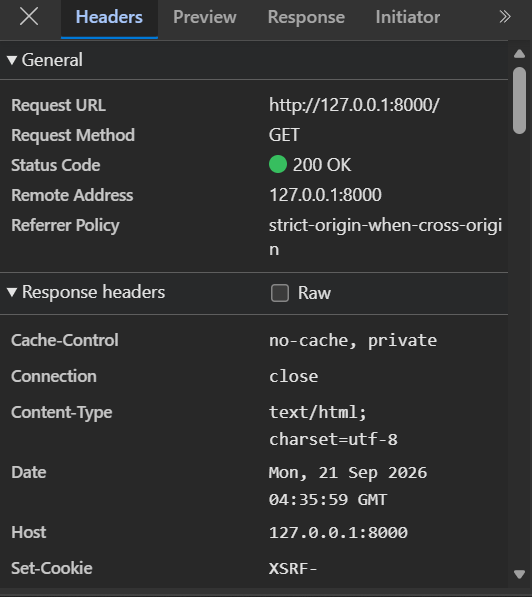 Headers Preview Response Initiator
General
Request URL http://127.0.0.1:8000/
Request Method GET
Status Code 200 OK
Remote Address 127.0.0.1:8000
Referrer Policy strict-origin-when-cross-origi
n
Response headers Raw
Cache-Control no-cache, private
Connection close
Content-Type text/html;
charset=utf-8
Date Mon, 21 Sep 2026
04:35:59 GMT
Host 127.0.0.1:8000
Set-Cookie XSRF-